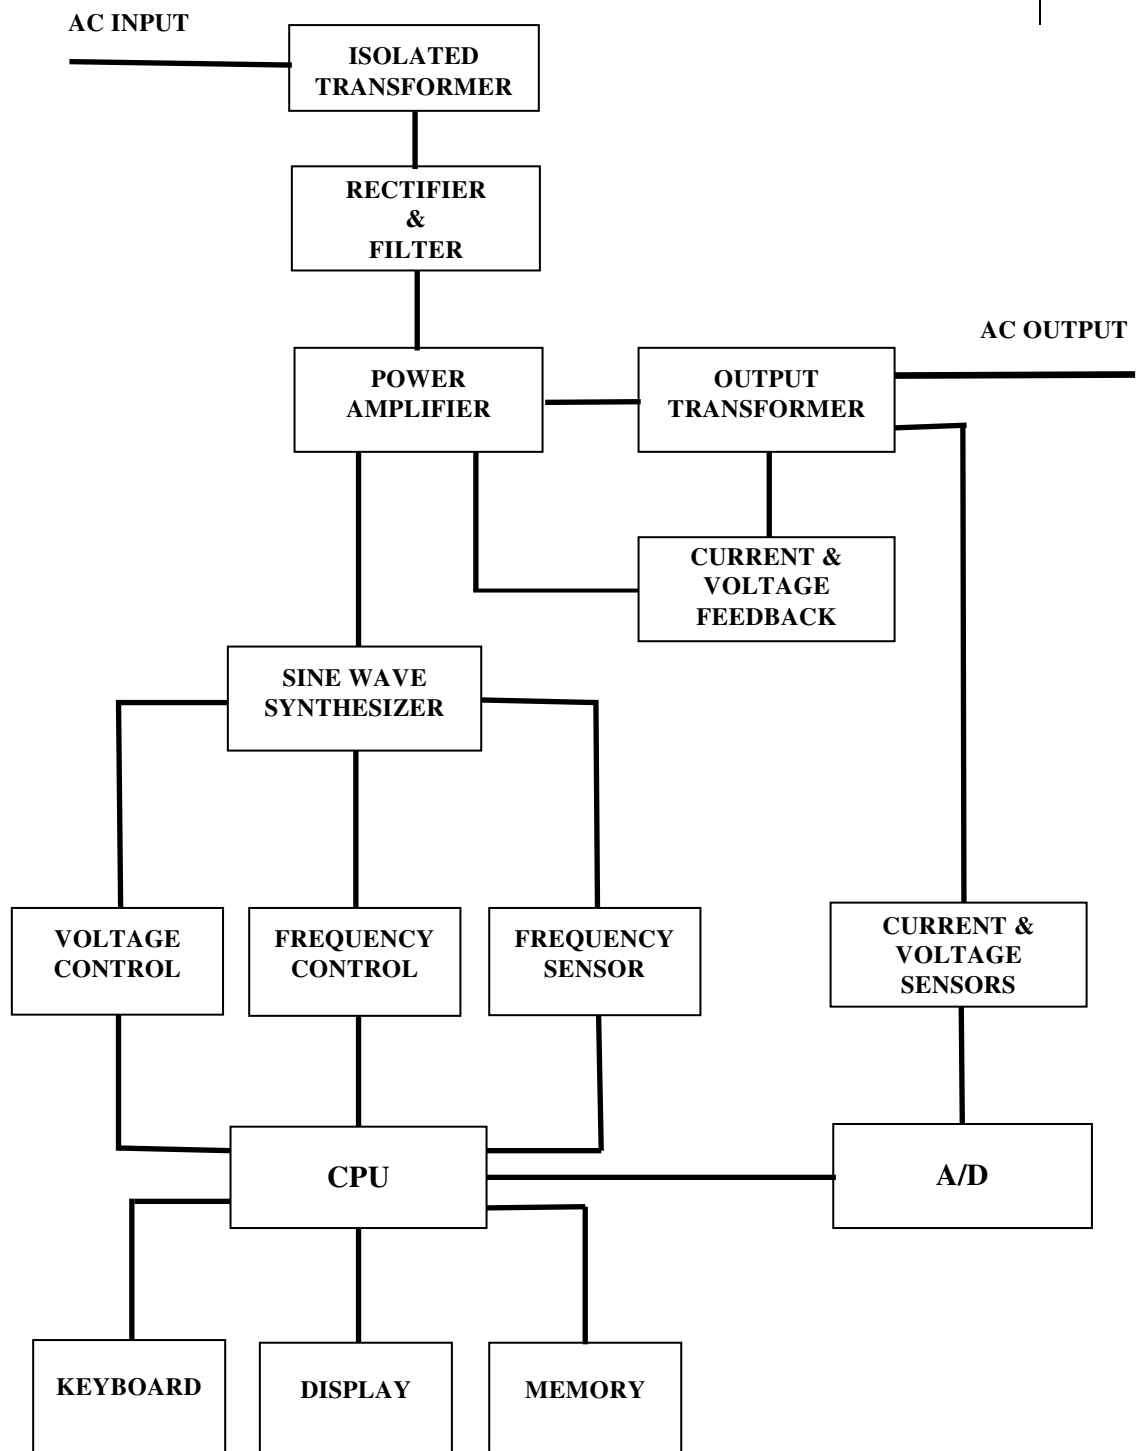 AC INPUT
ISOLATED
TRANSFORMER
RECTIFIER
&
FILTER
AC OUTPUT
POWER
AMPLIFIER
OUTPUT
TRANSFORMER
CURRENT &
VOLTAGE
FEEDBACK
SINE WAVE
SYNTHESIZER
VOLTAGE
CONTROL
FREQUENCY
CONTROL
FREQUENCY
SENSOR
CURRENT &
VOLTAGE
SENSORS
CPU
A/D
KEYBOARD
DISPLAY
MEMORY